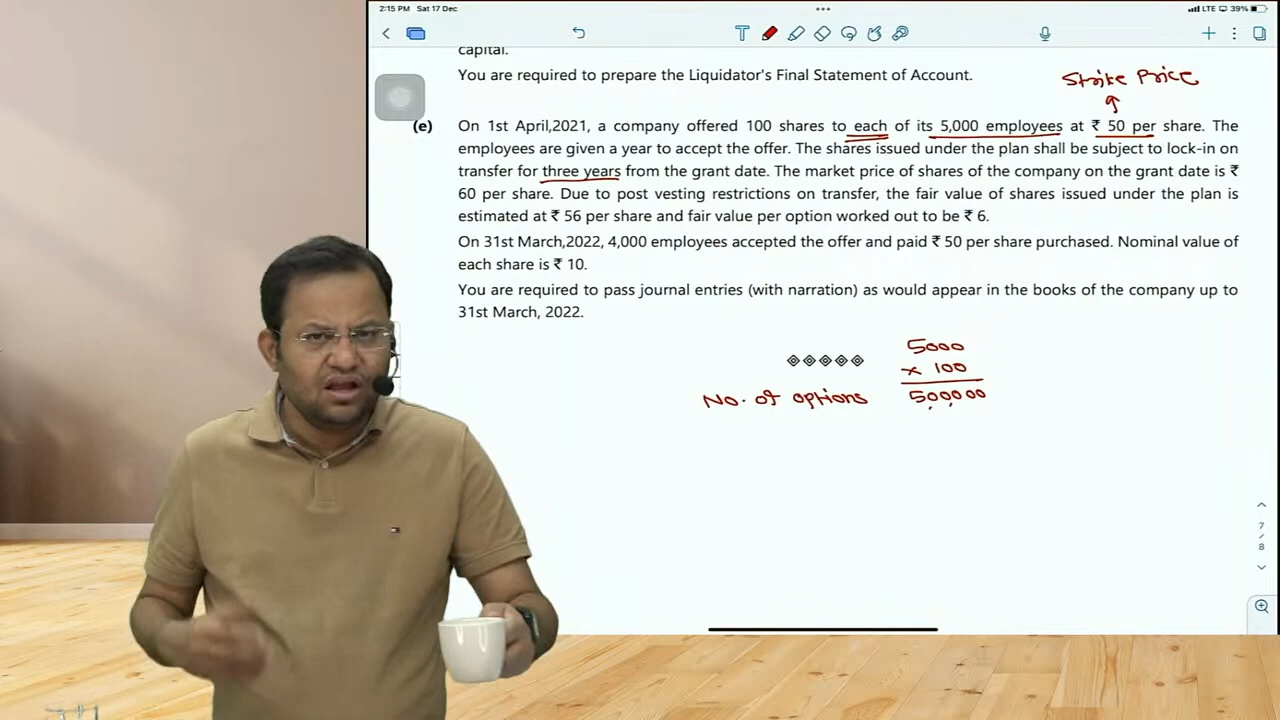 2:15 PM Sat 17 Dec
LTE 39%
capital.
You are required to prepare the Liquidator's Final Statement of Account.
Strike Price
(e) On 1st April,2021, a company offered 100 shares to each of its 5,000 employees at ₹ 50 per share. The
employees are given a year to accept the offer. The shares issued under the plan shall be subject to lock-in on
transfer for three years from the grant date. The market price of shares of the company on the grant date is ₹
60 per share. Due to post vesting restrictions on transfer, the fair value of shares issued under the plan is
estimated at ₹ 56 per share and fair value per option worked out to be ₹ 6.
On 31st March,2022, 4,000 employees accepted the offer and paid ₹ 50 per share purchased. Nominal value of
each share is ₹ 10.
You are required to pass journal entries (with narration) as would appear in the books of the company up to
31st March, 2022.
5000
x 100
No. of options 500000
7
/
8